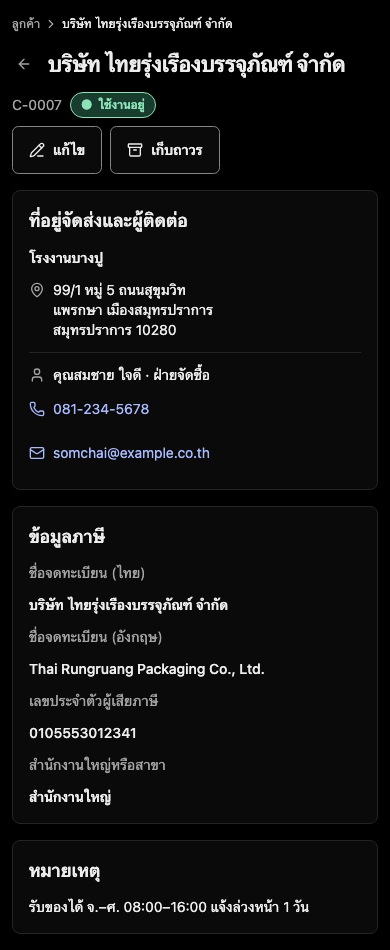 ลูกค้า > บริษัท ไทยรุ่งเรืองบรรจุภัณฑ์ จำกัด
บริษัท ไทยรุ่งเรืองบรรจุภัณฑ์ จำกัด
C-0007 ใช้งานอยู่
แก้ไข เก็บถาวร
ที่อยู่จัดส่งและผู้ติดต่อ
โรงงานบางปู
99/1 หมู่ 5 ถนนสุขุมวิท
แพรกษา เมืองสมุทรปราการ
สมุทรปราการ 10280
คุณสมชาย ใจดี · ฝ่ายจัดซื้อ
081-234-5678
somchai@example.co.th
ข้อมูลภาษี
ชื่อจดทะเบียน (ไทย)
บริษัท ไทยรุ่งเรืองบรรจุภัณฑ์ จำกัด
ชื่อจดทะเบียน (อังกฤษ)
Thai Rungruang Packaging Co., Ltd.
เลขประจำตัวผู้เสียภาษี
0105553012341
สำนักงานใหญ่หรือสาขา
สำนักงานใหญ่
หมายเหตุ
รับของได้ จ.–ศ. 08:00–16:00 แจ้งล่วงหน้า 1 วัน